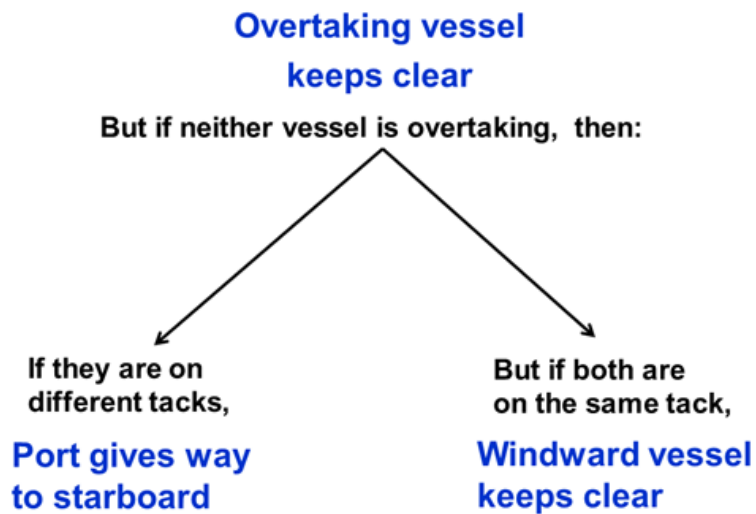 Overtaking vessel
keeps clear
But if neither vessel is overtaking, then:
If they are on
different tacks,
Port gives way
to starboard
But if both are
on the same tack,
Windward vessel
keeps clear